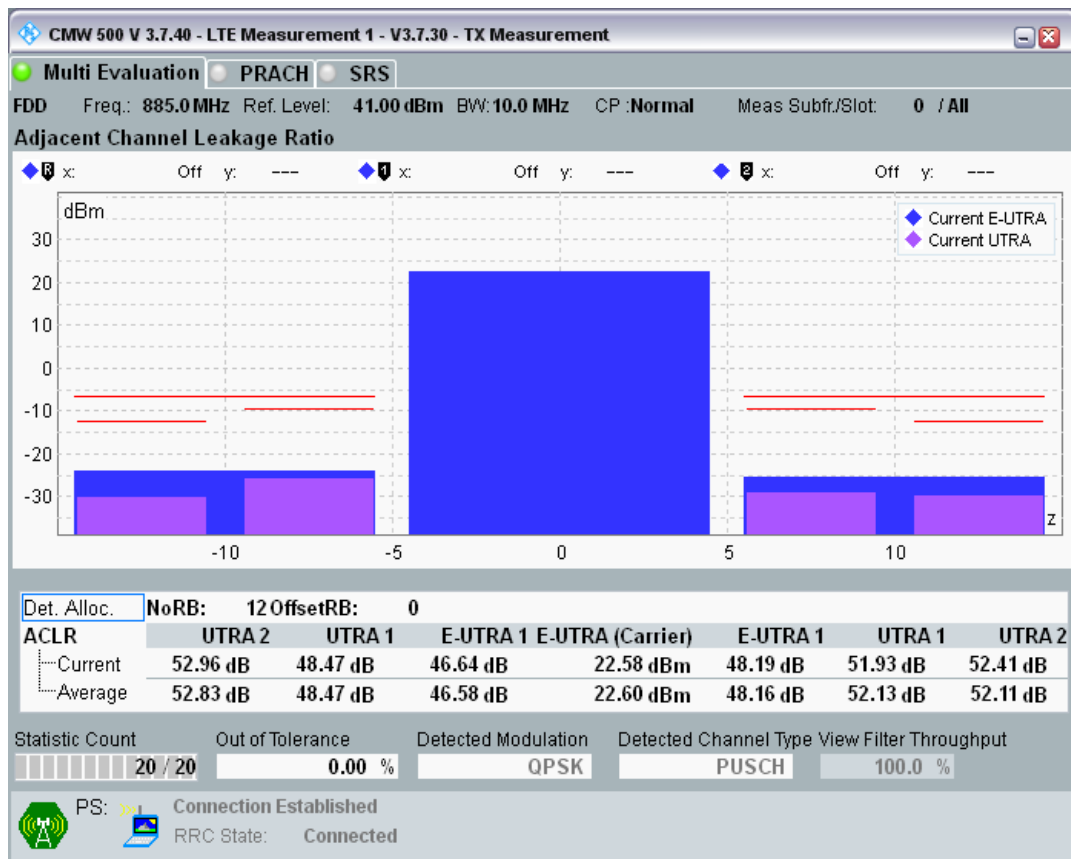 CMW 500 V 3.7.40 - LTE Measurement 1 - V3.7.30 - TX Measurement
Multi Evaluation PRACH SRS
FDD Freq.: 885.0 MHz Ref. Level: 41.00 dBm BW: 10.0 MHz CP :Normal Meas Subfr./Slot: 0 / All
Adjacent Channel Leakage Ratio
R x: Off y: --- 1 x: Off y: --- 2 x: Off y: ---
dBm
Current E-UTRA
Current UTRA
30
20
10
0
-10
-20
-30
z
-10 -5 0 5 10
Det. Alloc. NoRB: 12 OffsetRB: 0
ACLR UTRA 2 UTRA 1 E-UTRA 1 E-UTRA (Carrier) E-UTRA 1 UTRA 1 UTRA 2
Current 52.96 dB 48.47 dB 46.64 dB 22.58 dBm 48.19 dB 51.93 dB 52.41 dB
Average 52.83 dB 48.47 dB 46.58 dB 22.60 dBm 48.16 dB 52.13 dB 52.11 dB
Statistic Count Out of Tolerance Detected Modulation Detected Channel Type View Filter Throughput
20 / 20 0.00 % QPSK PUSCH 100.0 %
PS: Connection Established
RRC State: Connected